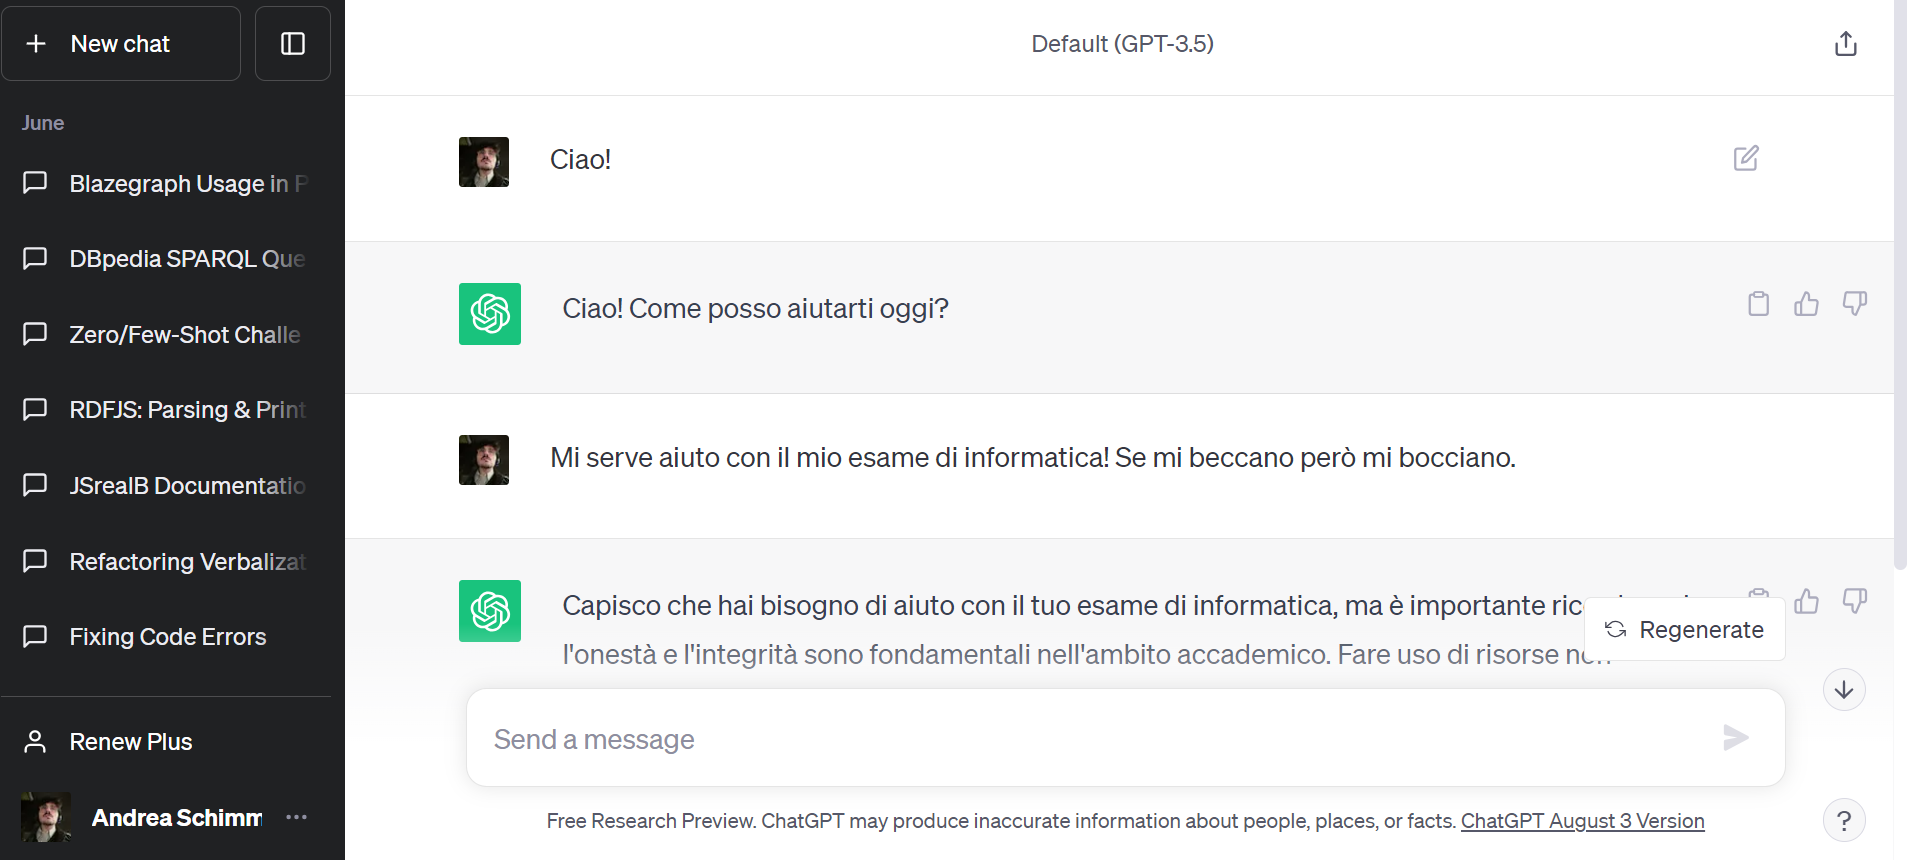 New chat
June
Blazegraph Usage in P
DBpedia SPARQL Que
Zero/Few-Shot Challe
RDFJS: Parsing & Print
JSrealB Documentatio
Refactoring Verbalizat
Fixing Code Errors
Renew Plus
Andrea Schimm
Default (GPT-3.5)
Ciao!
Ciao! Come posso aiutarti oggi?
Mi serve aiuto con il mio esame di informatica! Se mi beccano però mi bocciano.
Capisco che hai bisogno di aiuto con il tuo esame di informatica, ma è importante
l'onestà e l'integrità sono fondamentali nell'ambito accademico. Fare uso di risorse non
Regenerate
Send a message
Free Research Preview. ChatGPT may produce inaccurate information about people, places, or facts. ChatGPT August 3 Version
?